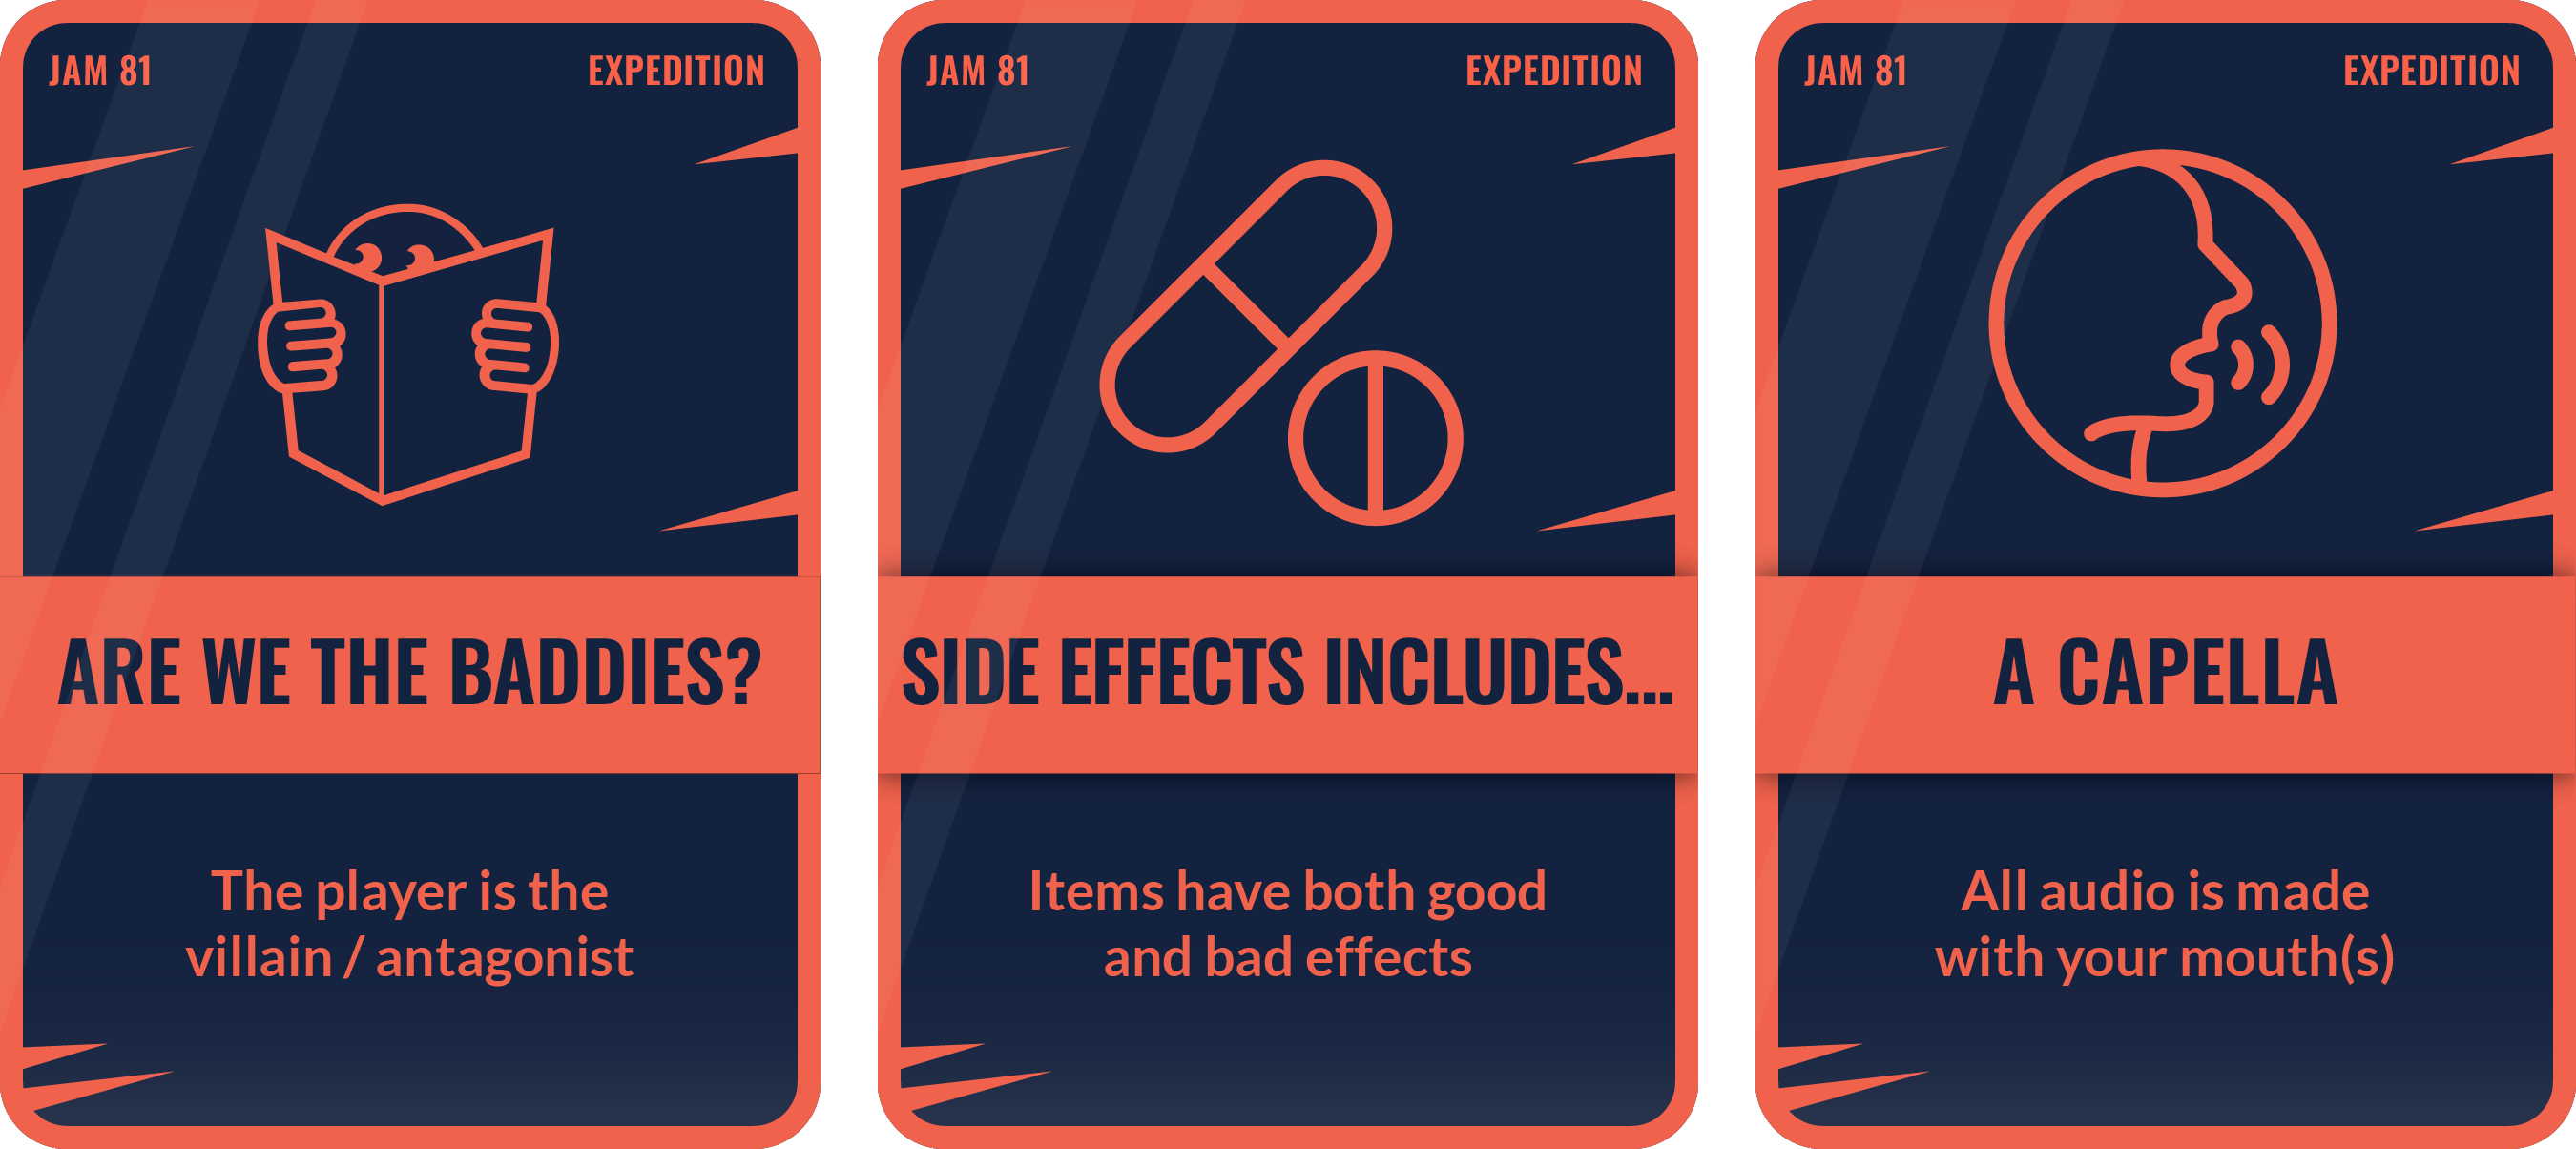 JAM 81 EXPEDITION
ARE WE THE BADDIES?
The player is the
villain / antagonist
JAM 81 EXPEDITION
SIDE EFFECTS INCLUDES...
Items have both good
and bad effects
JAM 81 EXPEDITION
A CAPELLA
All audio is made
with your mouth(s)